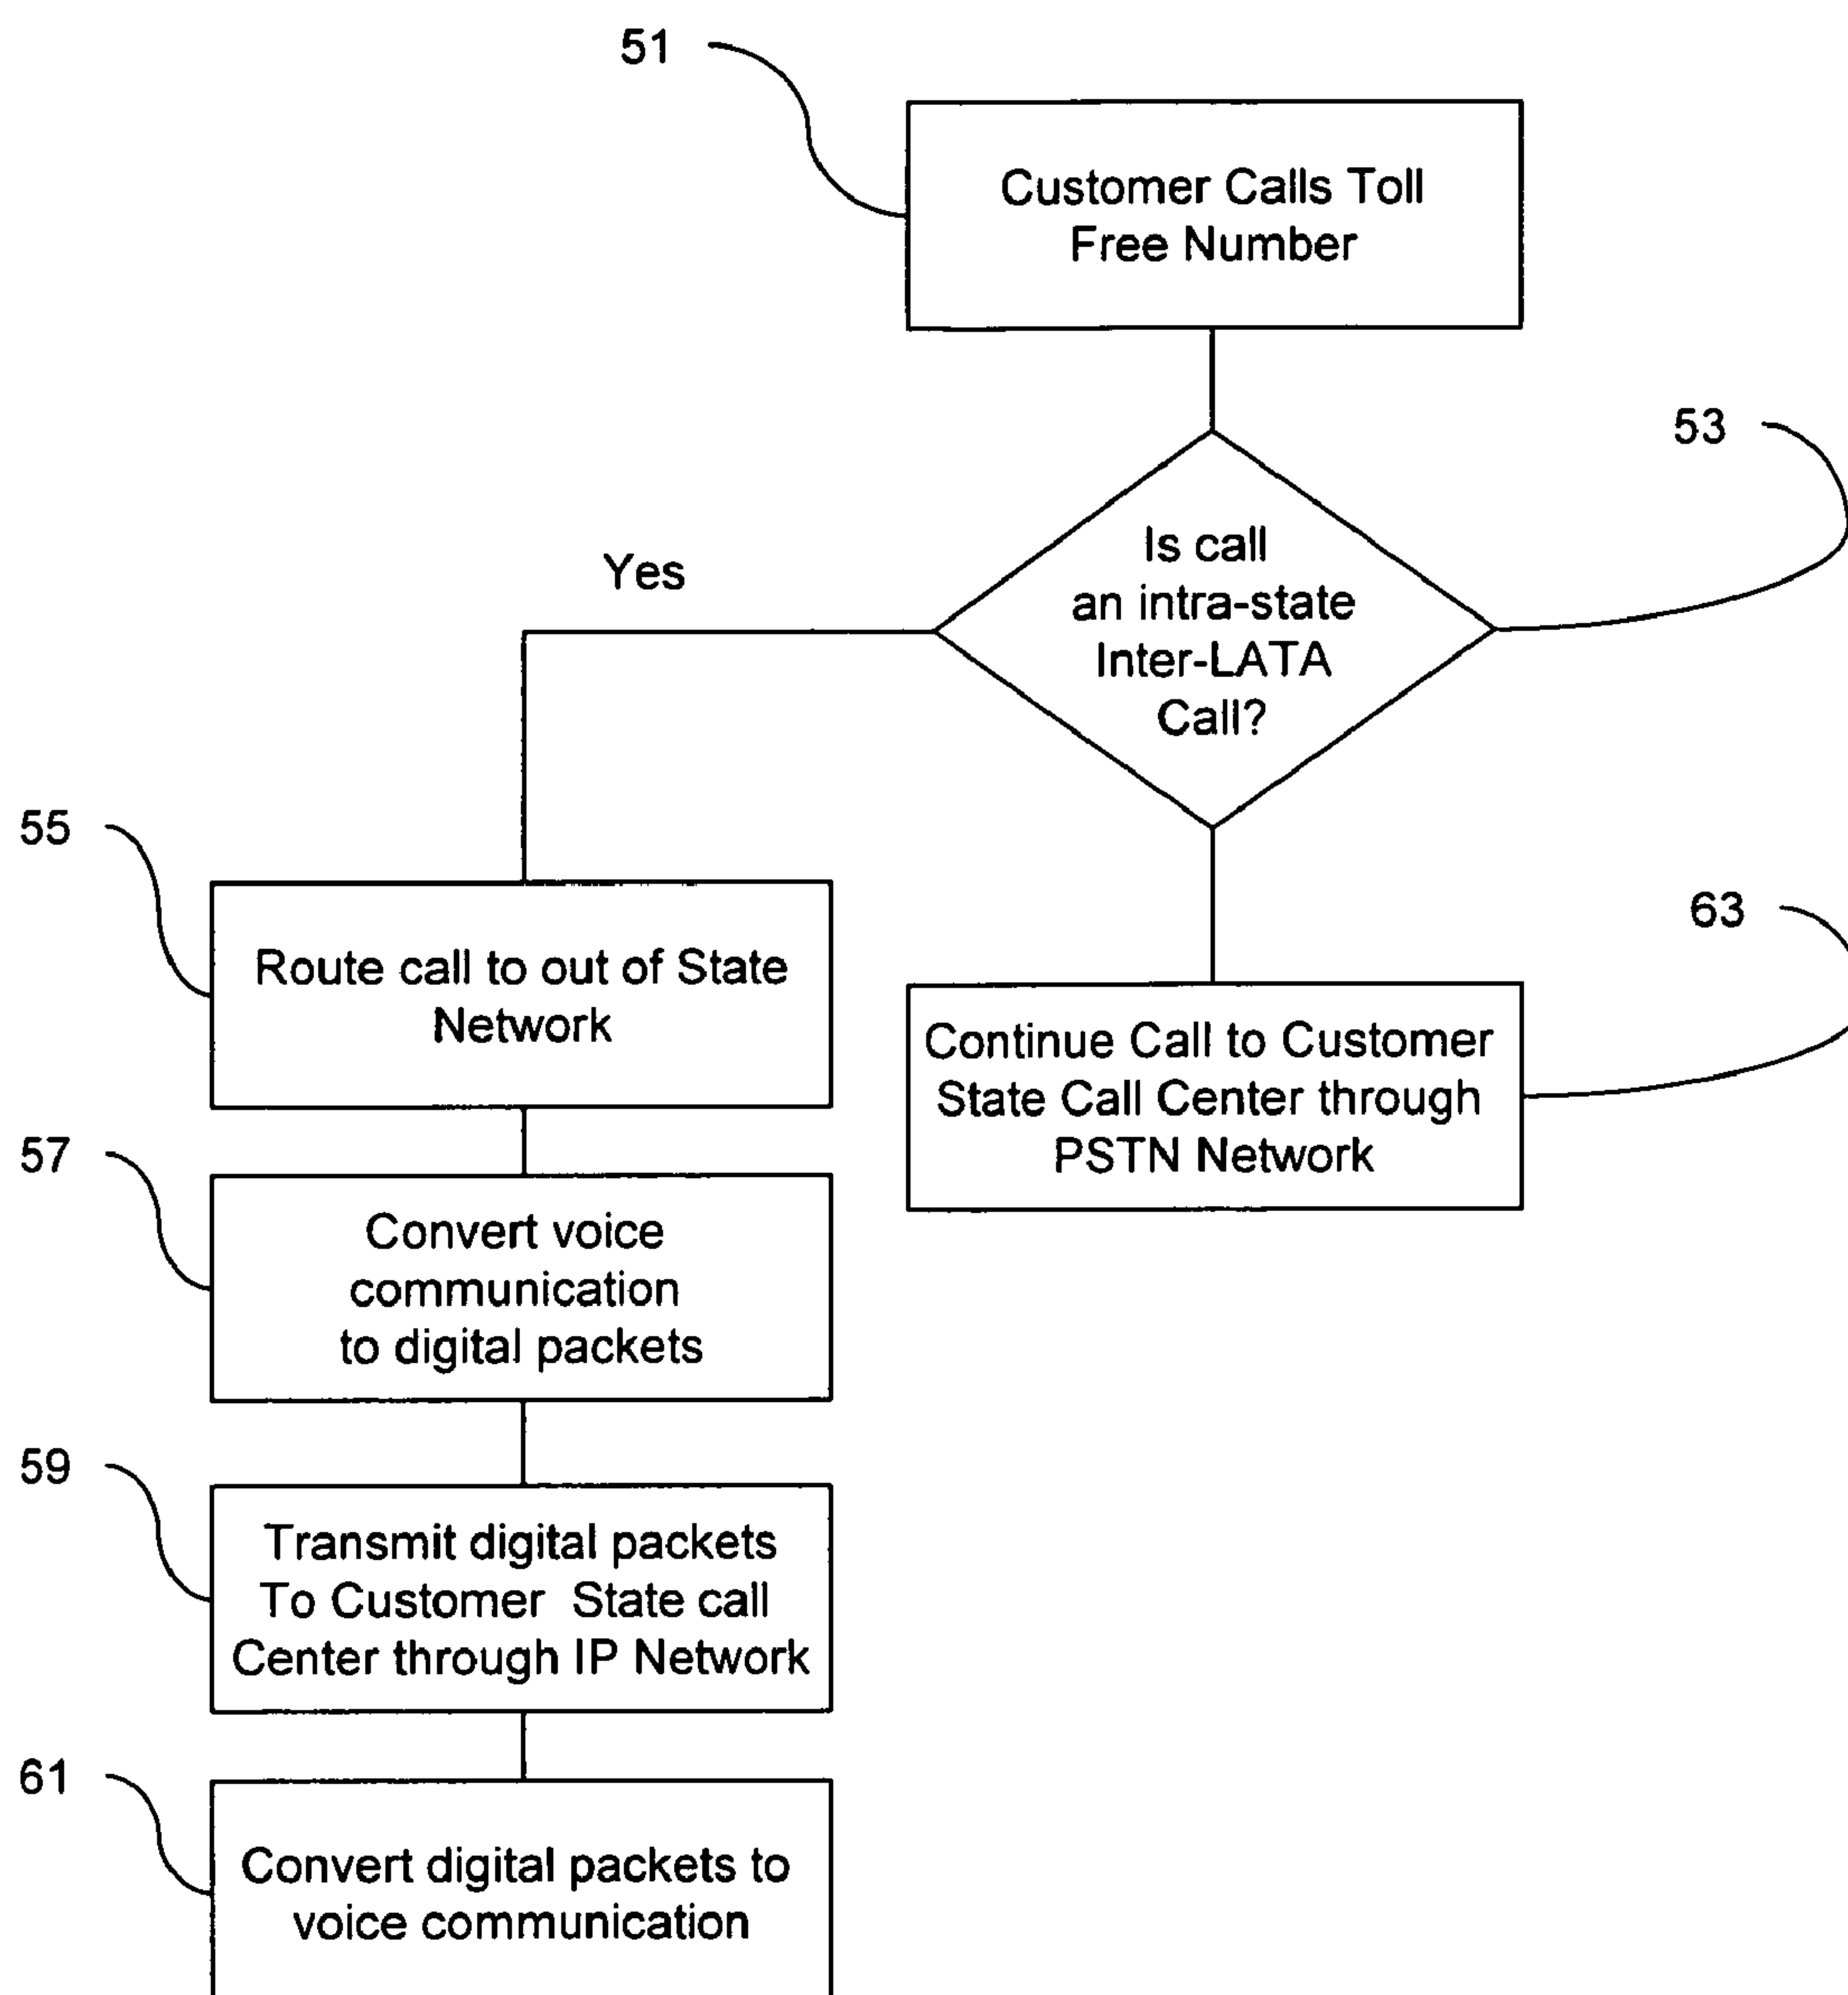 51
Customer Calls Toll
Free Number
53
Is call
an intra-state
Inter-LATA
Call?
Yes
55
Route call to out of State
Network
63
Continue Call to Customer
State Call Center through
PSTN Network
57
Convert voice
communication
to digital packets
59
Transmit digital packets
To Customer State call
Center through IP Network
61
Convert digital packets to
voice communication